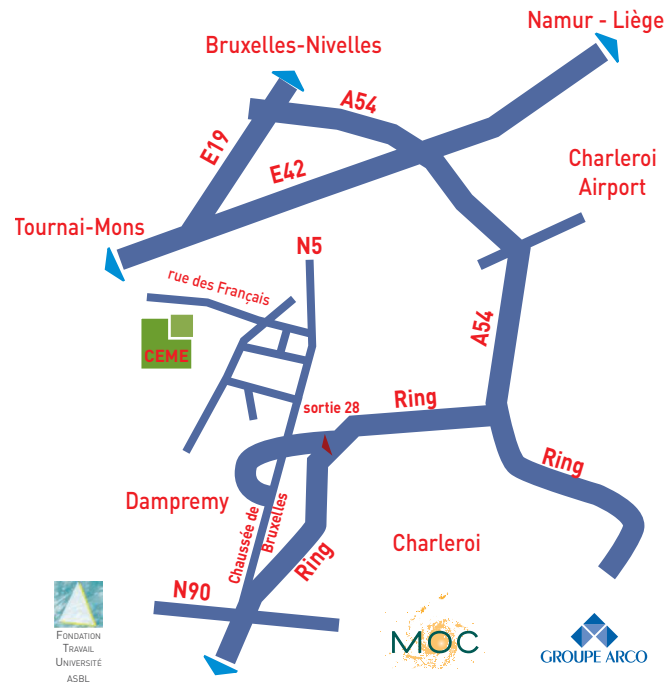 Namur - Liège
Bruxelles-Nivelles
A54
E19
E42
Charleroi
Airport
Tournai-Mons
N5
rue des Français
CEME
A54
sortie 28
Ring
Ring
Dampremy
Chaussée de
Bruxelles
Ring
Charleroi
N90
FONDATION
TRAVAIL
UNIVERSITÉ
ASBL
MOC
GROUPE ARCO